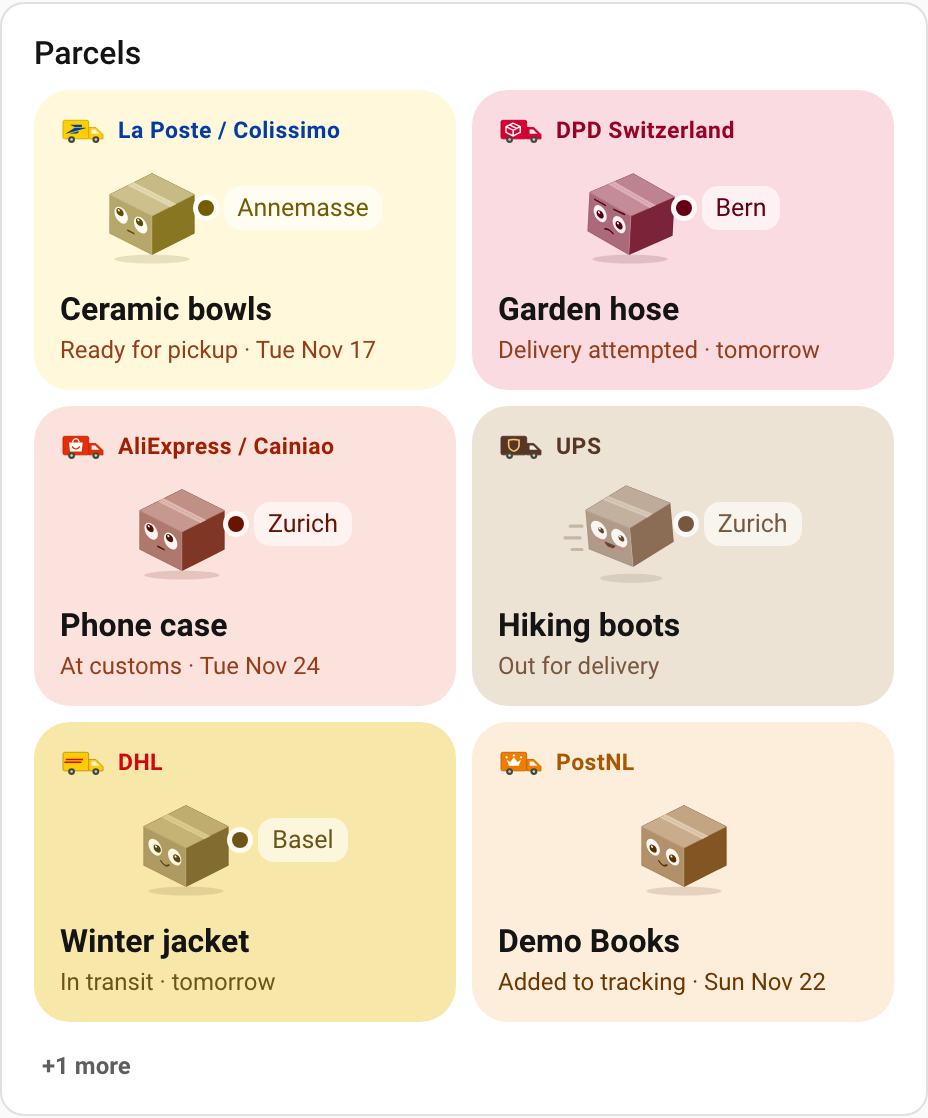 Parcels
La Poste / Colissimo
Annemasse
Ceramic bowls
Ready for pickup · Tue Nov 17
DPD Switzerland
Bern
Garden hose
Delivery attempted · tomorrow
AliExpress / Cainiao
Zurich
Phone case
At customs · Tue Nov 24
UPS
Zurich
Hiking boots
Out for delivery
DHL
Basel
Winter jacket
In transit · tomorrow
PostNL
Demo Books
Added to tracking · Sun Nov 22
+1 more